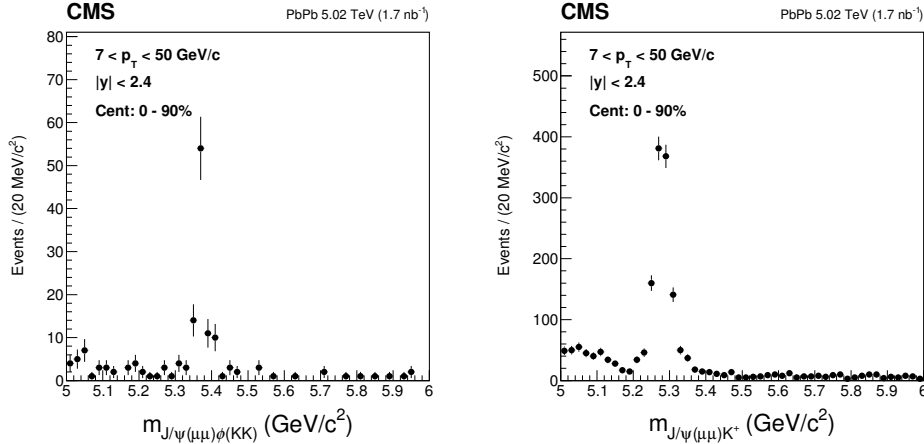 CMS
PbPb 5.02 TeV (1.7 nb⁻¹)
7 < p_T < 50 GeV/c
|y| < 2.4
Cent: 0 - 90%
Events / (20 MeV/c²)
80
70
60
50
40
30
20
10
0
5 5.1 5.2 5.3 5.4 5.5 5.6 5.7 5.8 5.9 6
m_J/ψ(μμ)ϕ(KK) (GeV/c²)
CMS
PbPb 5.02 TeV (1.7 nb⁻¹)
7 < p_T < 50 GeV/c
|y| < 2.4
Cent: 0 - 90%
Events / (20 MeV/c²)
500
400
300
200
100
0
5 5.1 5.2 5.3 5.4 5.5 5.6 5.7 5.8 5.9 6
m_J/ψ(μμ)K⁺ (GeV/c²)